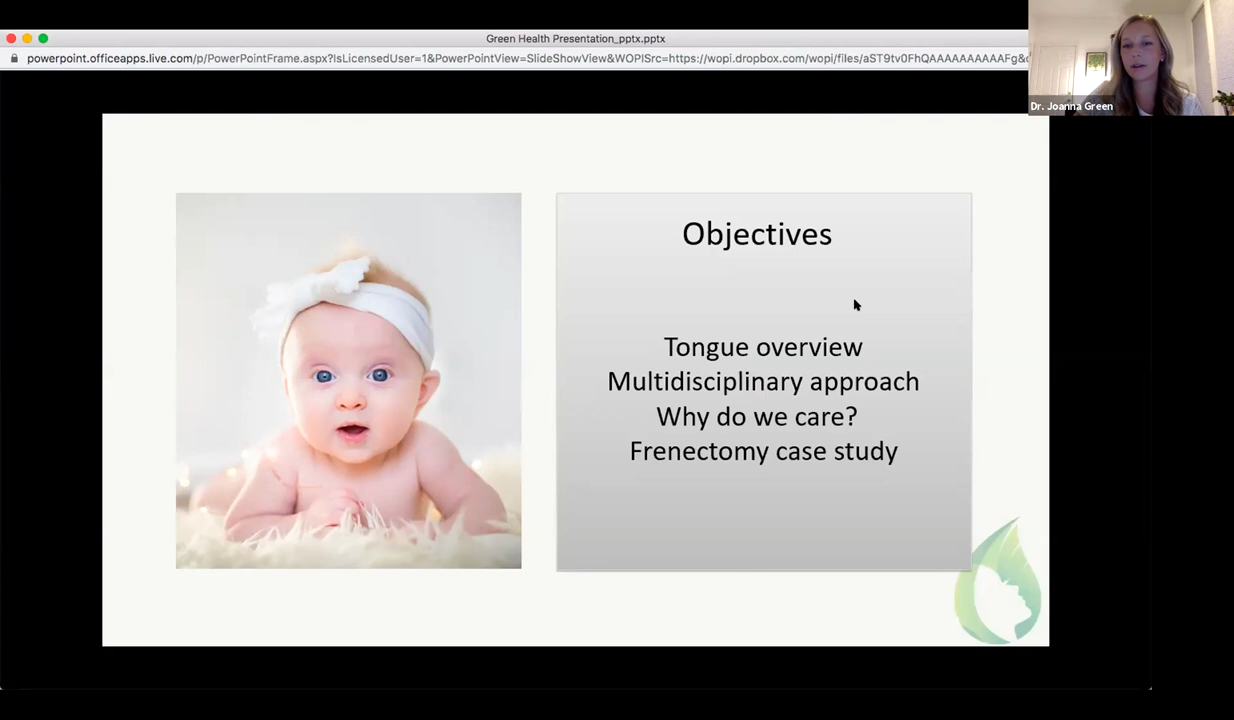 Green Health Presentation_pptx.pptx
powerpoint.officeapps.live.com/p/PowerPointFrame.aspx?IsLicensedUser=1&PowerPointView=SlideShowView&WOPISrc=https://wopi.dropbox.com/wopi/files/aST9tv0FhQAAAAAAAAAAFg&
Dr. Joanna Green
Objectives
Tongue overview
Multidisciplinary approach
Why do we care?
Frenectomy case study